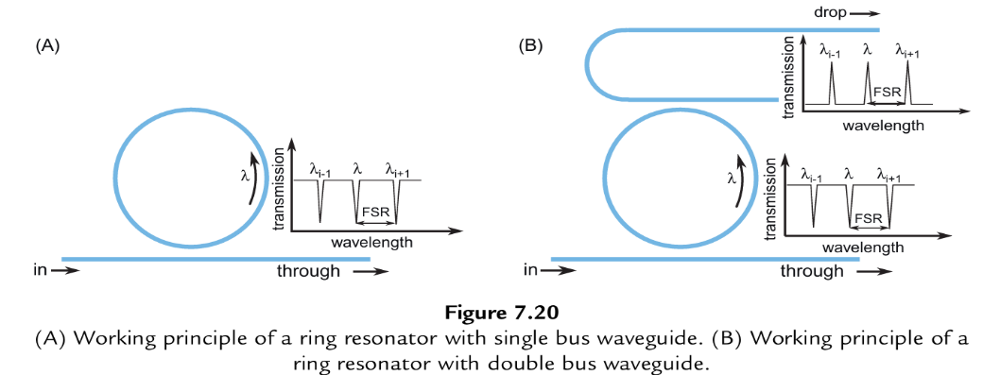 (A)
λ
transmission
λi-1 λ λi+1
FSR
wavelength
in
through
(B)
drop
transmission
λi-1 λ λi+1
FSR
wavelength
λ
transmission
λi-1 λ λi+1
FSR
wavelength
in
through
Figure 7.20
(A) Working principle of a ring resonator with single bus waveguide. (B) Working principle of a
ring resonator with double bus waveguide.